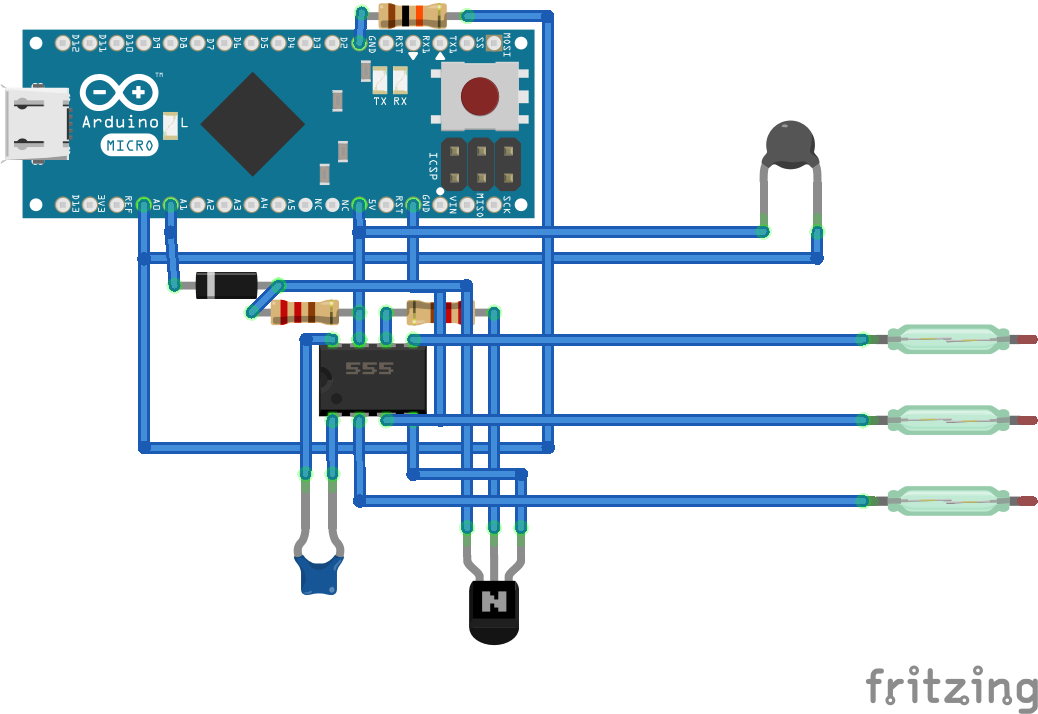 D12 D11 D10 D9 D8 D7 D6 D5 D4 D3 D2 GND RST RX1 TX1 SS MOSI
TM
TX RX
Arduino L
MICRO
ICSP
D13 3V3 REF A0 A1 A2 A3 A4 A5 NC NC 5V RST GND VIN MISO SCK
555
N
fritzing